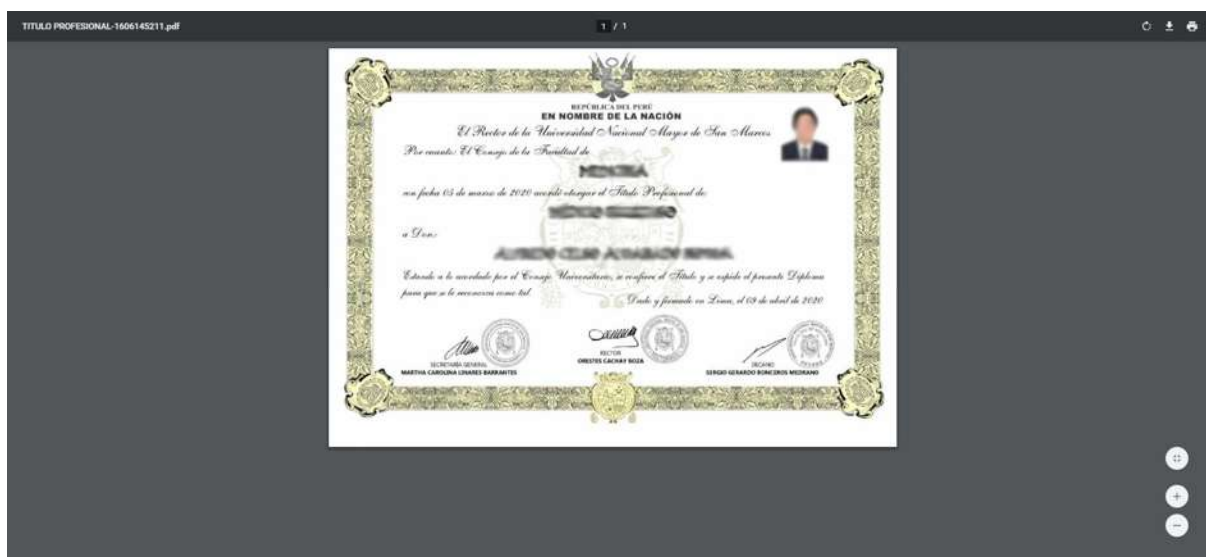 TITULO PROFESIONAL-1606145211.pdf
1 / 1
REPÚBLICA DEL PERÚ
EN NOMBRE DE LA NACIÓN
El Rector de la Universidad Nacional Mayor de San Marcos
Por cuanto: El Consejo de la Facultad de
con fecha 05 de marzo de 2020 acordó otorgar el Título Profesional de:
a Don:
Estando a lo acordado por el Consejo Universitario, se confiere el Título y se expide el presente Diploma
para que se le reconozca como tal.
Dado y firmado en Lima, el 09 de abril de 2020
SECRETARIA GENERAL
MARTHA CAROLINA LINARES BARRANTES
RECTOR
ORESTES CACHAY BOZA
DECANO
SERGIO GERARDO RONCEROS MEDRANO